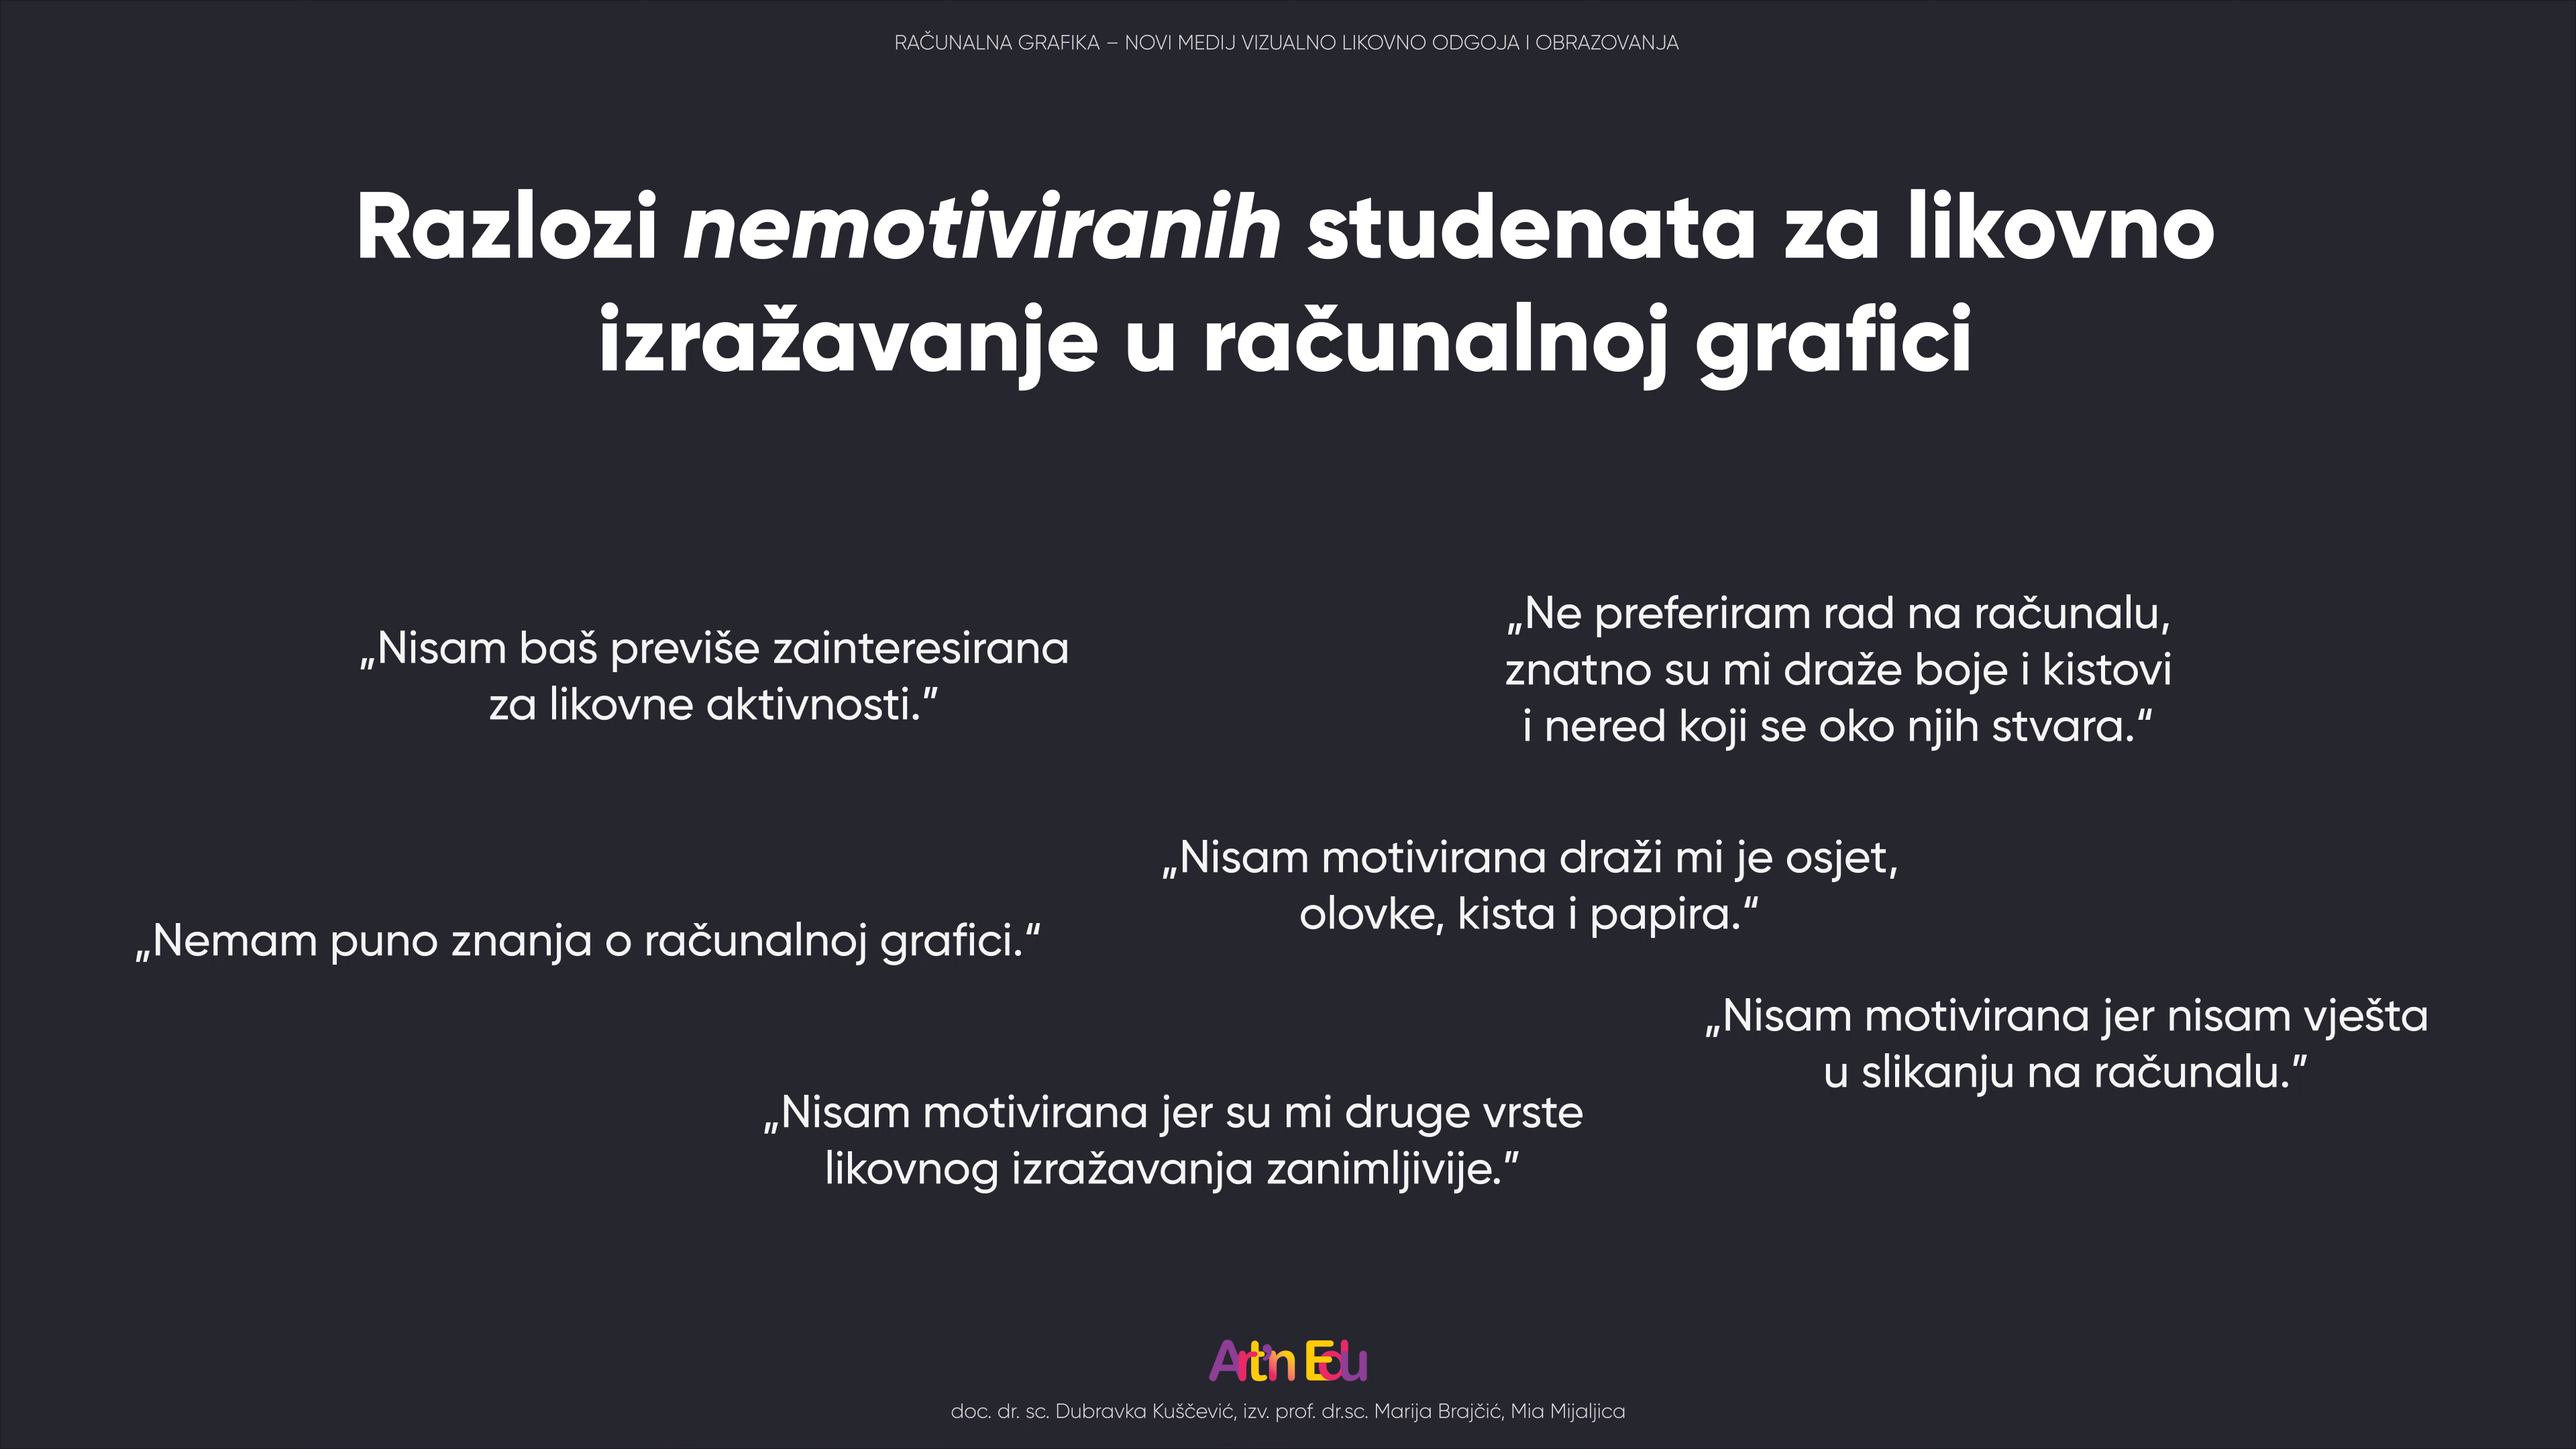 RAČUNALNA GRAFIKA – NOVI MEDIJ VIZUALNO LIKOVNO ODGOJA I OBRAZOVANJA
Razlozi nemotiviranih studenata za likovno
izražavanje u računalnoj grafici
„Nisam baš previše zainteresirana
za likovne aktivnosti.”
„Ne preferiram rad na računalu,
znatno su mi draže boje i kistovi
i nered koji se oko njih stvara.“
„Nisam motivirana draži mi je osjet,
olovke, kista i papira.“
„Nemam puno znanja o računalnoj grafici.“
„Nisam motivirana jer nisam vješta
u slikanju na računalu.”
„Nisam motivirana jer su mi druge vrste
likovnog izražavanja zanimljivije.”
Art'n Edu
doc. dr. sc. Dubravka Kuščević, izv. prof. dr.sc. Marija Brajčić, Mia Mijaljica